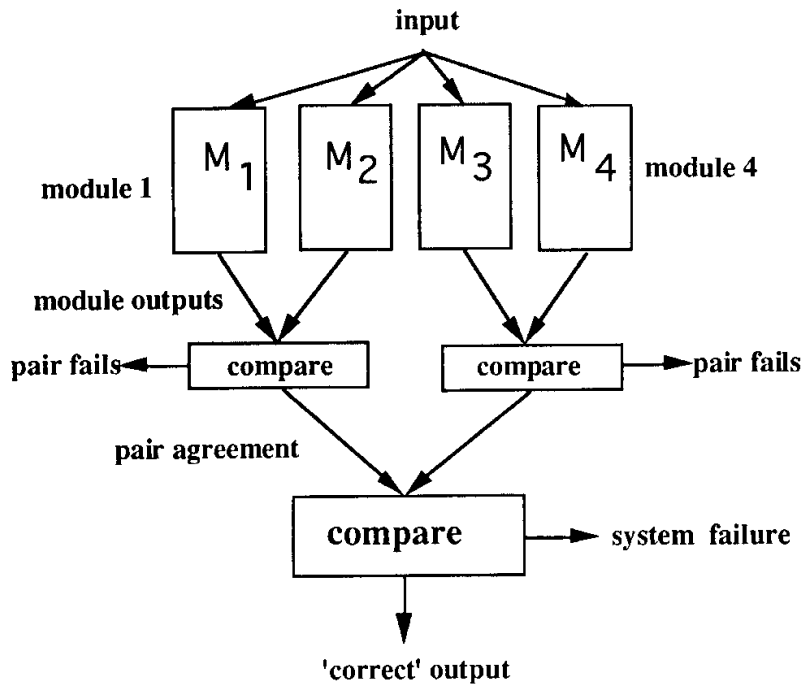 input
M1
M2
M3
M4
module 1
module 4
module outputs
pair fails
compare
compare
pair fails
pair agreement
compare
system failure
'correct' output